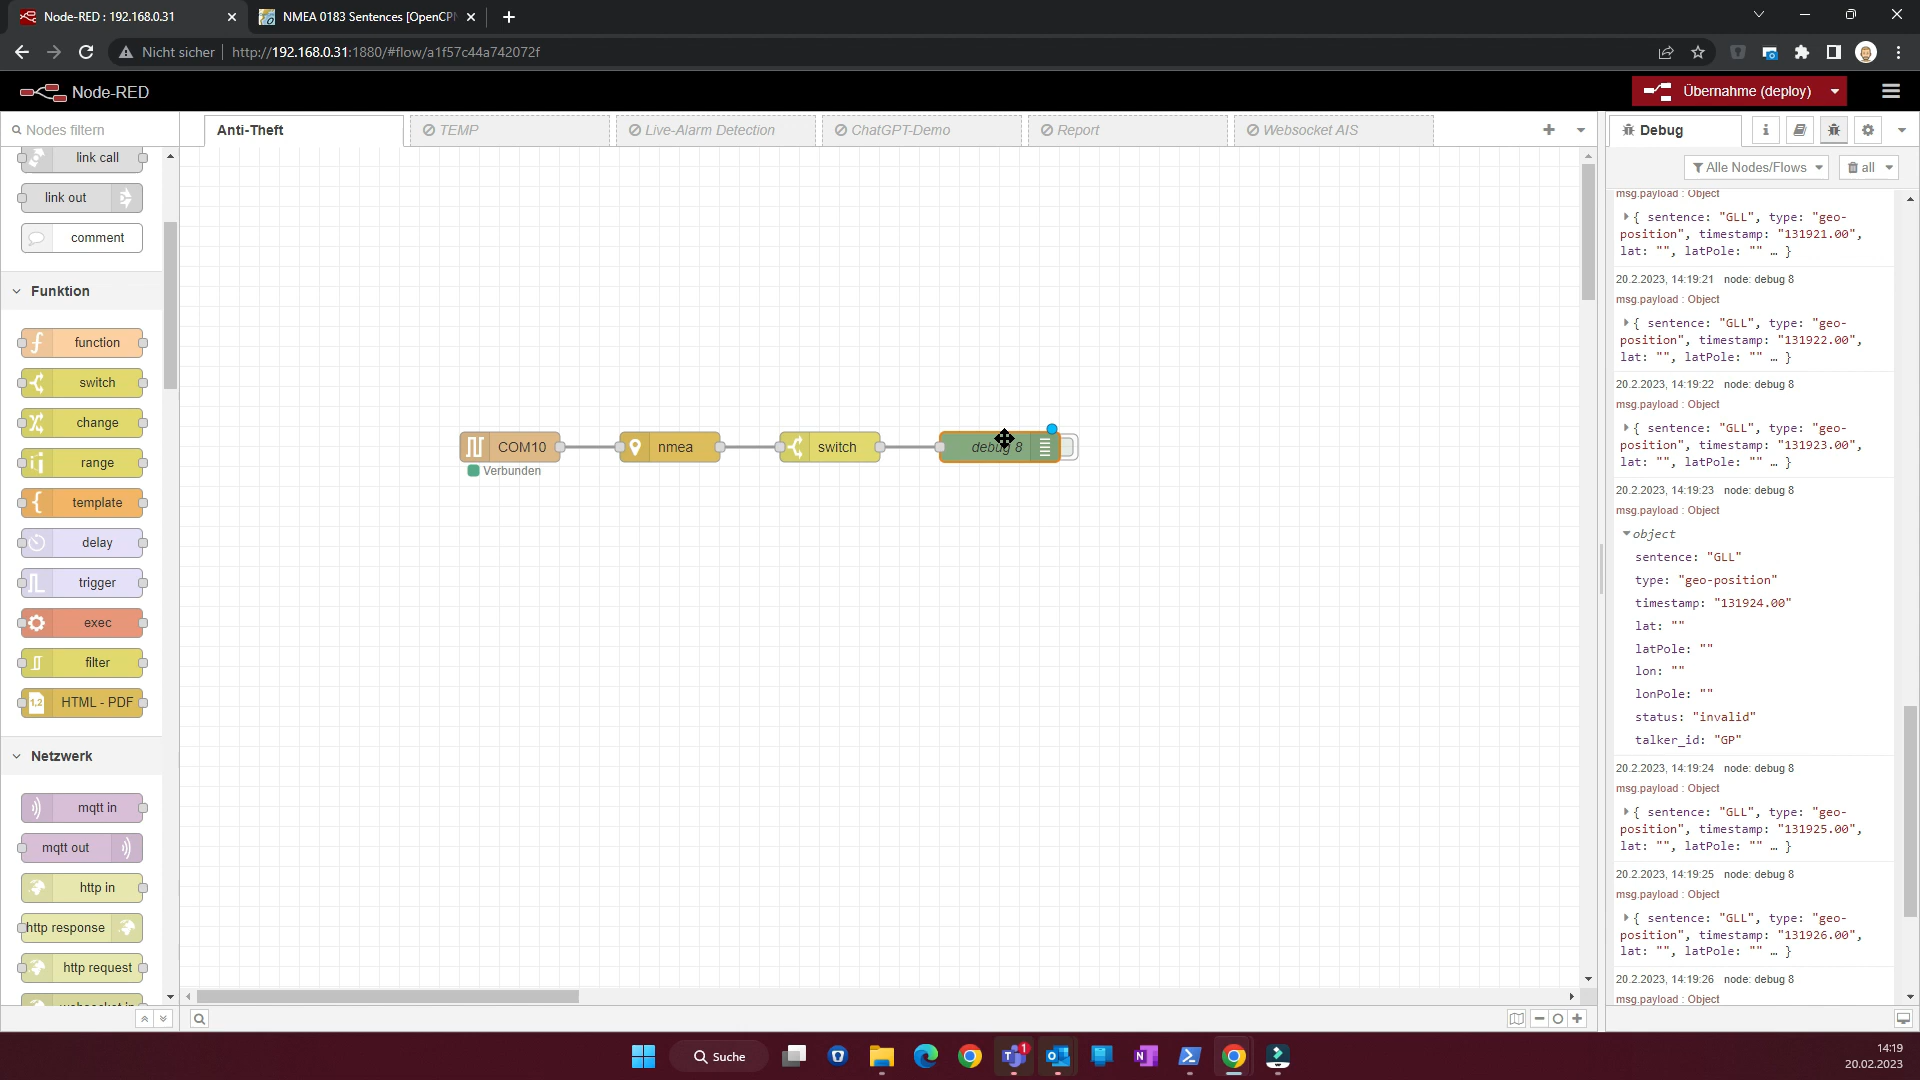 Node-RED : 192.168.0.31
NMEA 0183 Sentences [OpenCP
Nicht sicher
http://192.168.0.31:1880/#flow/a1f57c44a742072f
Node-RED
Übernahme (deploy)
Nodes filtern
Anti-Theft
TEMP
Live-Alarm Detection
ChatGPT-Demo
Report
Websocket AIS
Debug
i
Alle Nodes/Flows
all
link call
link out
comment
Funktion
function
switch
change
range
template
delay
trigger
exec
filter
1,2
HTML - PDF
Netzwerk
mqtt in
mqtt out
http in
http response
http request
COM10
Verbunden
nmea
switch
debug 8
msg.payload : Object
{ sentence: "GLL", type: "geo-
position", timestamp: "131921.00",
lat: "", latPole: "" … }
20.2.2023, 14:19:21 node: debug 8
msg.payload : Object
{ sentence: "GLL", type: "geo-
position", timestamp: "131922.00",
lat: "", latPole: "" … }
20.2.2023, 14:19:22 node: debug 8
msg.payload : Object
{ sentence: "GLL", type: "geo-
position", timestamp: "131923.00",
lat: "", latPole: "" … }
20.2.2023, 14:19:23 node: debug 8
msg.payload : Object
object
sentence: "GLL"
type: "geo-position"
timestamp: "131924.00"
lat: ""
latPole: ""
lon: ""
lonPole: ""
status: "invalid"
talker_id: "GP"
20.2.2023, 14:19:24 node: debug 8
msg.payload : Object
{ sentence: "GLL", type: "geo-
position", timestamp: "131925.00",
lat: "", latPole: "" … }
20.2.2023, 14:19:25 node: debug 8
msg.payload : Object
{ sentence: "GLL", type: "geo-
position", timestamp: "131926.00",
lat: "", latPole: "" … }
20.2.2023, 14:19:26 node: debug 8
msg.payload : Object
Suche
1
14:19
20.02.2023